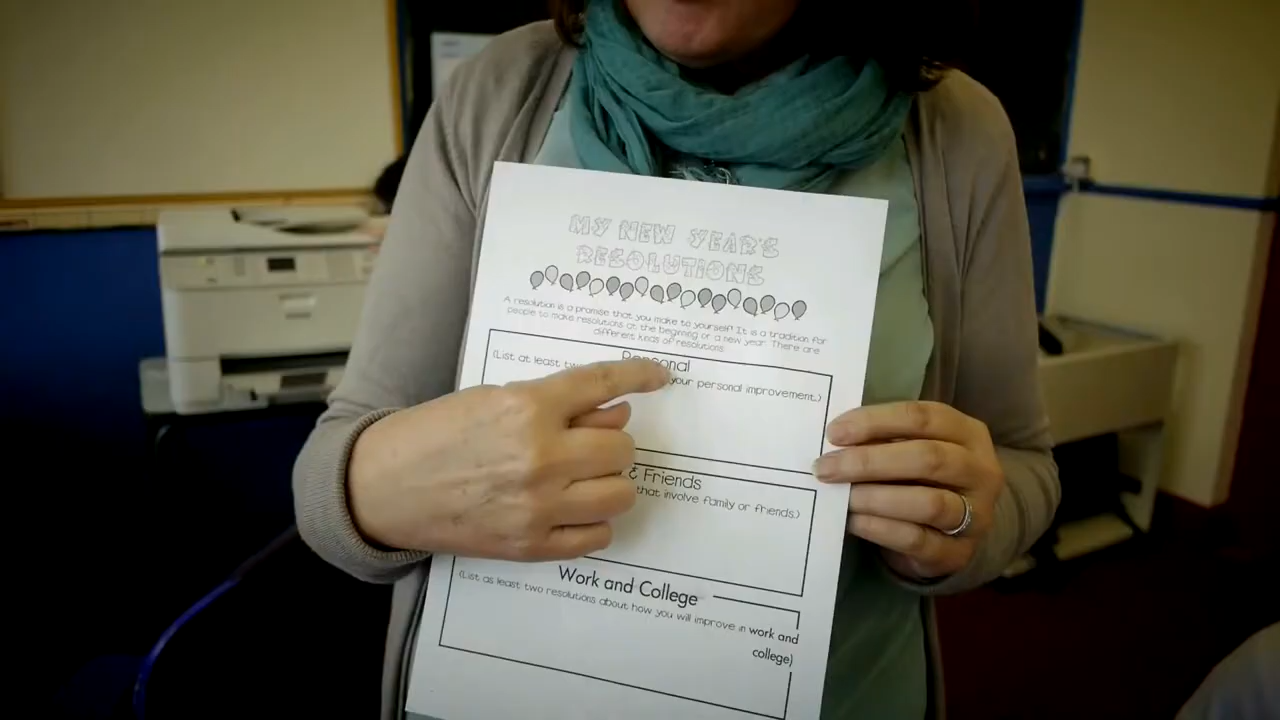 MY NEW YEAR'S
RESOLUTIONS
A resolution is a promise that you make to yourself! It is a tradition for
people to make resolutions at the beginning or a new year. There are
different kinds of resolutions.
Personal
(List at least two your personal improvement.)
& Friends
that involve family or friends.)
Work and College
(List as least two resolutions about how you will improve in work and
college)